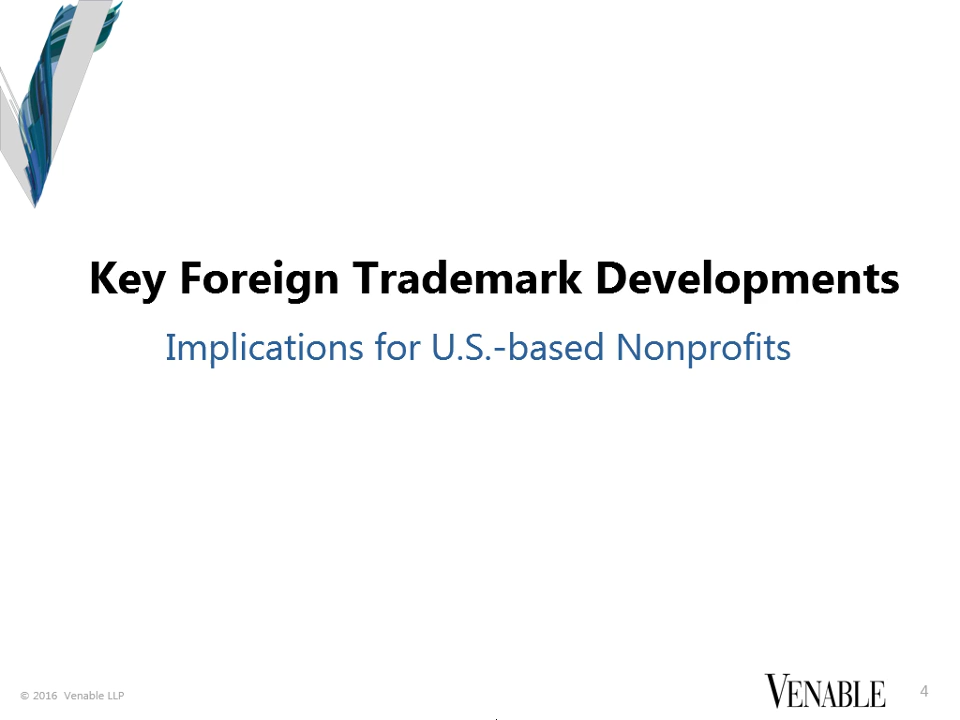 Key Foreign Trademark Developments
Implications for U.S.-based Nonprofits
© 2016 Venable LLP
VENABLE
4